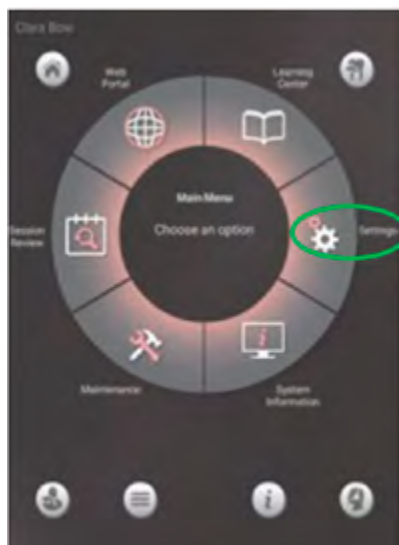 Clara Bow
Web
Portal
Learning
Center
Main Menu
Choose an option
Session
Review
Settings
Maintenance
System
Information